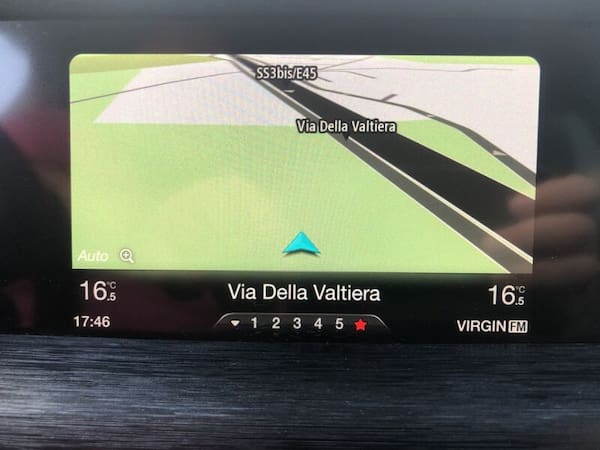 SS3bis/E45
Via Della Valtiera
Auto
16.5 °C
Via Della Valtiera
16.5 °C
17:46
1 2 3 4 5
VIRGIN FM